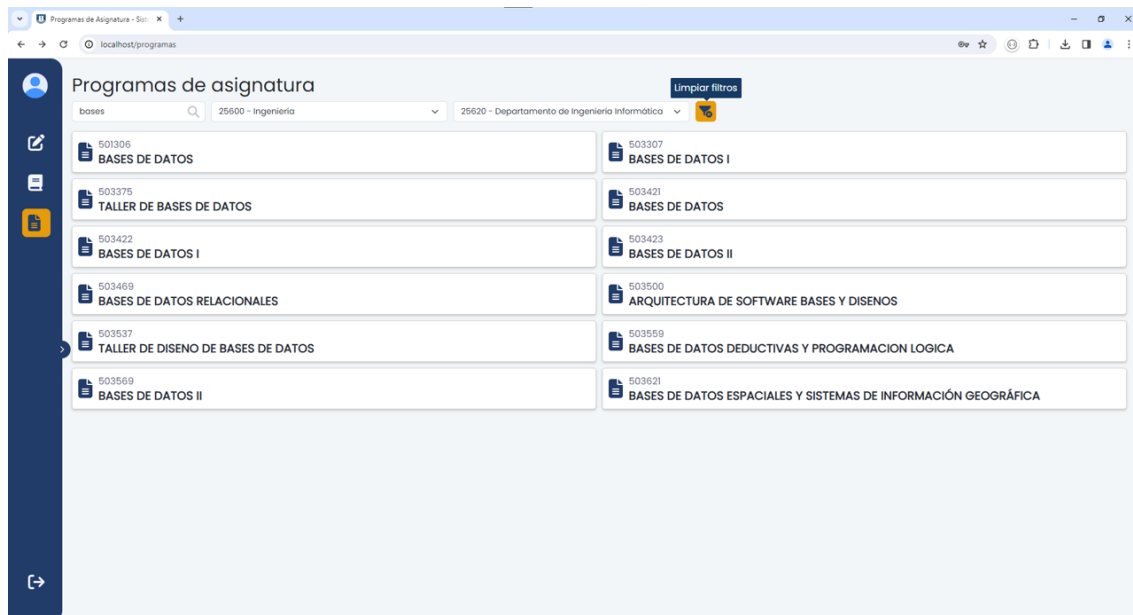 Programas de Asignatura - Sist
localhost/programas
Programas de asignatura
Limpiar filtros
bases
25600 - Ingenieria
25620 - Departamento de Ingenieria Informática
501306
BASES DE DATOS
503307
BASES DE DATOS I
503375
TALLER DE BASES DE DATOS
503421
BASES DE DATOS
503422
BASES DE DATOS I
503423
BASES DE DATOS II
503469
BASES DE DATOS RELACIONALES
503500
ARQUITECTURA DE SOFTWARE BASES Y DISENOS
503537
TALLER DE DISENO DE BASES DE DATOS
503559
BASES DE DATOS DEDUCTIVAS Y PROGRAMACION LOGICA
503569
BASES DE DATOS II
503621
BASES DE DATOS ESPACIALES Y SISTEMAS DE INFORMACIÓN GEOGRÁFICA